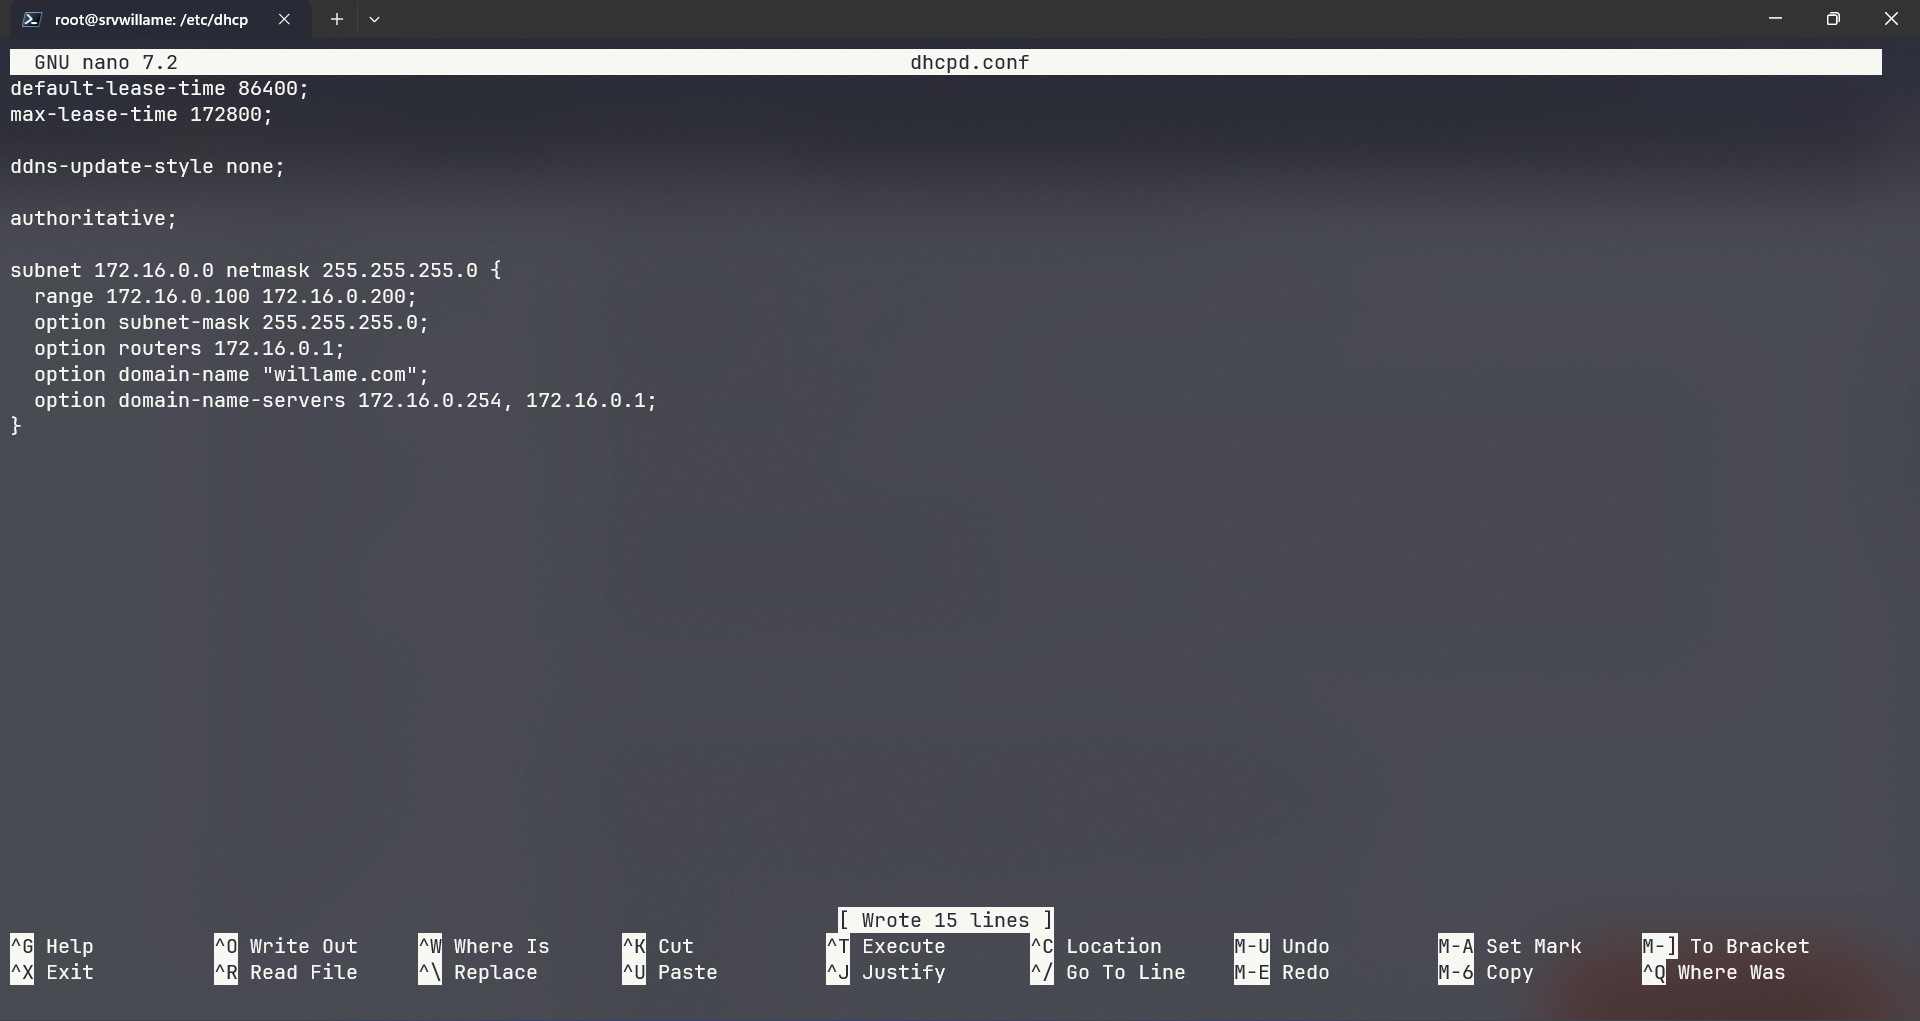 root@srvwillame: /etc/dhcp
GNU nano 7.2 dhcpd.conf
default-lease-time 86400;
max-lease-time 172800;

ddns-update-style none;

authoritative;

subnet 172.16.0.0 netmask 255.255.255.0 {
  range 172.16.0.100 172.16.0.200;
  option subnet-mask 255.255.255.0;
  option routers 172.16.0.1;
  option domain-name "willame.com";
  option domain-name-servers 172.16.0.254, 172.16.0.1;
}
[ Wrote 15 lines ]
^G Help ^O Write Out ^W Where Is ^K Cut ^T Execute ^C Location M-U Undo M-A Set Mark M-] To Bracket
^X Exit ^R Read File ^\ Replace ^U Paste ^J Justify ^/ Go To Line M-E Redo M-6 Copy ^Q Where Was